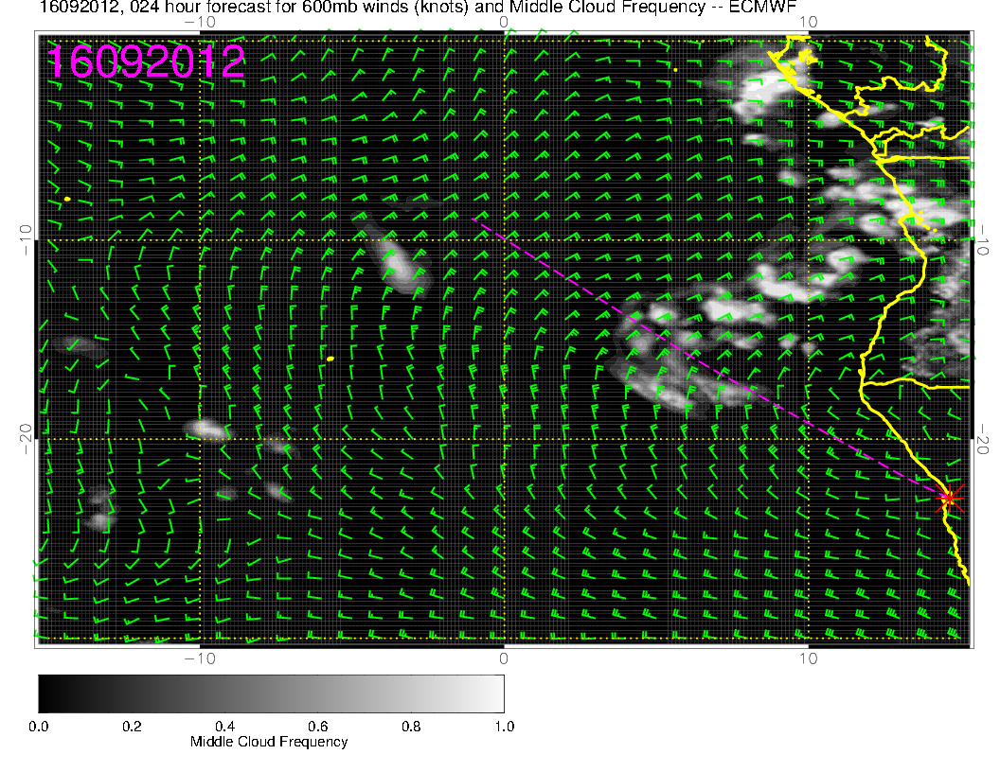 16092012, 024 hour forecast for 600mb winds (knots) and Middle Cloud Frequency -- ECMWF
−10 0 10
16092012
−10 −10
−20 −20
−10 0 10
0.0 0.2 0.4 0.6 0.8 1.0
Middle Cloud Frequency